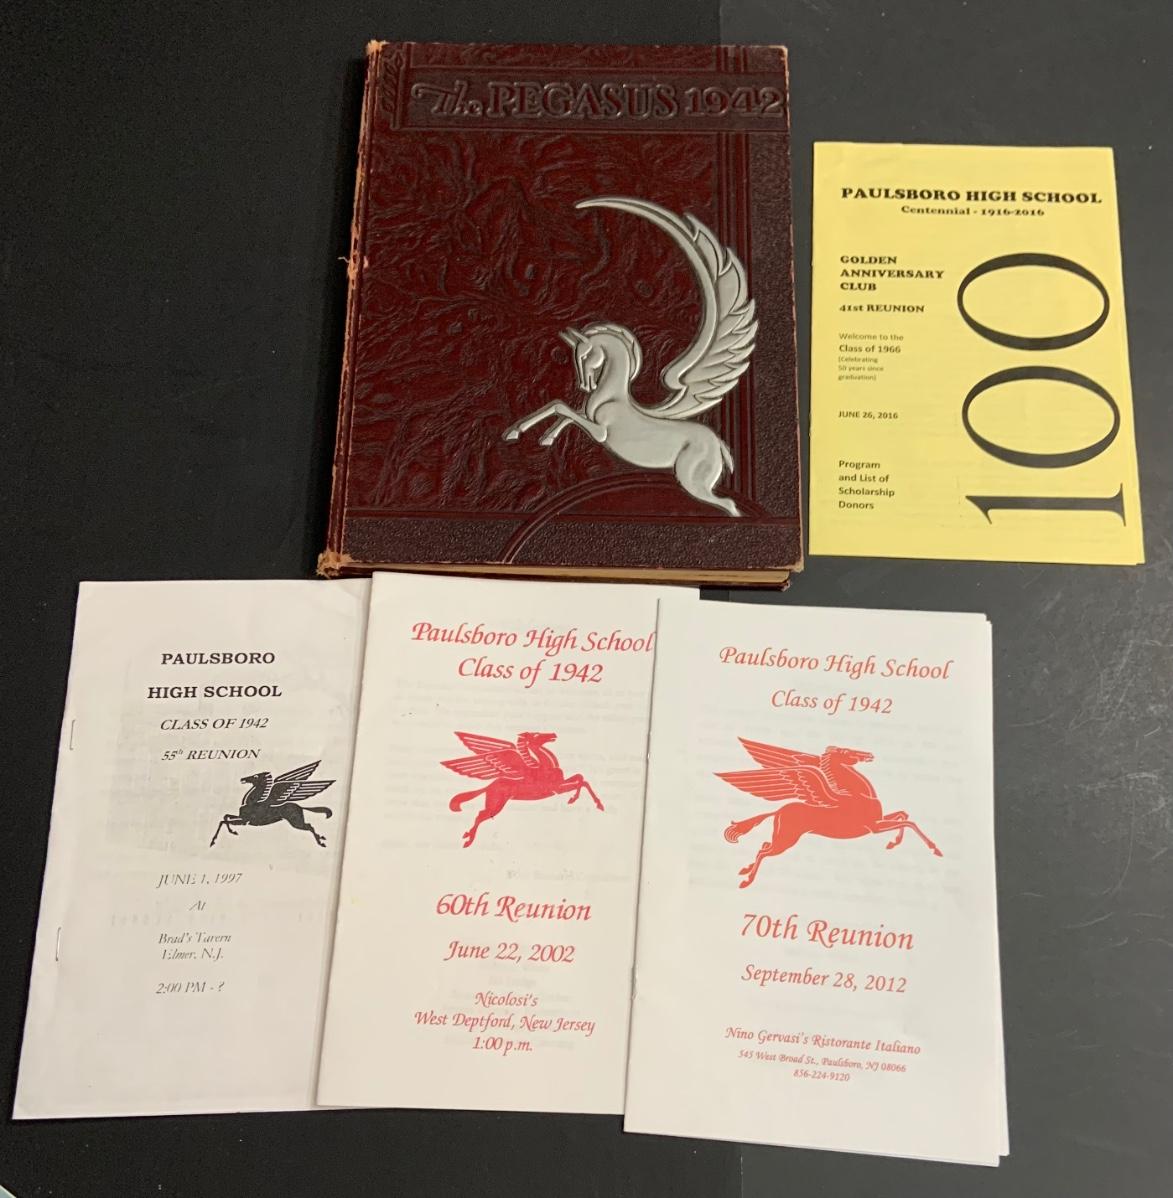 The PEGASUS 1942
PAULSBORO HIGH SCHOOL
Centennial - 1916-2016
GOLDEN
ANNIVERSARY
CLUB
41st REUNION
Welcome to the
Class of 1966
(Celebrating
50 years since
graduation)
JUNE 26, 2016
Program
and List of
Scholarship
Donors
100
PAULSBORO
HIGH SCHOOL
CLASS OF 1942
55th REUNION
JUNE 1, 1997
At
Brad's Tavern
Elmer, N.J.
2:00 PM - ?
Paulsboro High School
Class of 1942
60th Reunion
June 22, 2002
Nicolosi's
West Deptford, New Jersey
1:00 p.m.
Paulsboro High School
Class of 1942
70th Reunion
September 28, 2012
Nino Gervasi's Ristorante Italiano
545 West Broad St., Paulsboro, NJ 08066
856-224-9120